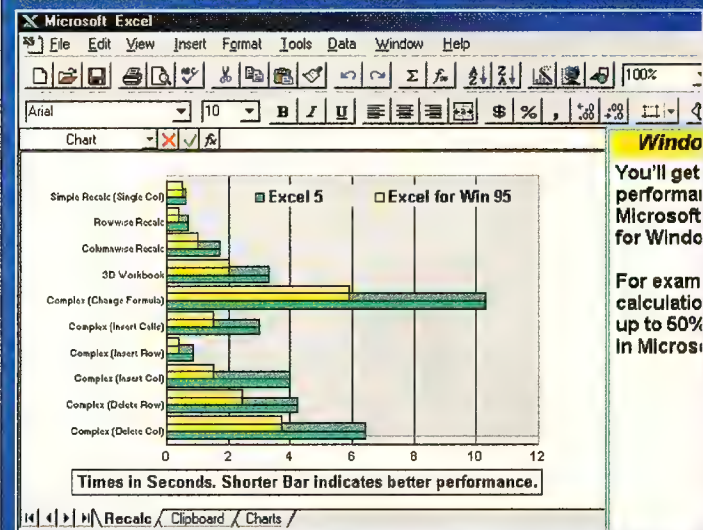 Microsoft Excel
File Edit View Insert Format Tools Data Window Help
100%
Arial 10 B I U $ % ,
Chart
Excel 5 Excel for Win 95
Simple Recalc (Single Col)
Rowwise Recalc
Columnwise Recalc
3D Workbook
Complex (Change Formula)
Complex (Insert Cells)
Complex (Insert Row)
Complex (Insert Col)
Complex (Delete Row)
Complex (Delete Col)
0 2 4 6 8 10 12
Times in Seconds. Shorter Bar indicates better performance.
Recalc Clipboard Charts
Windo
You'll get
performa
Microsoft
for Windo
For exam
calculatio
up to 50%
in Micros